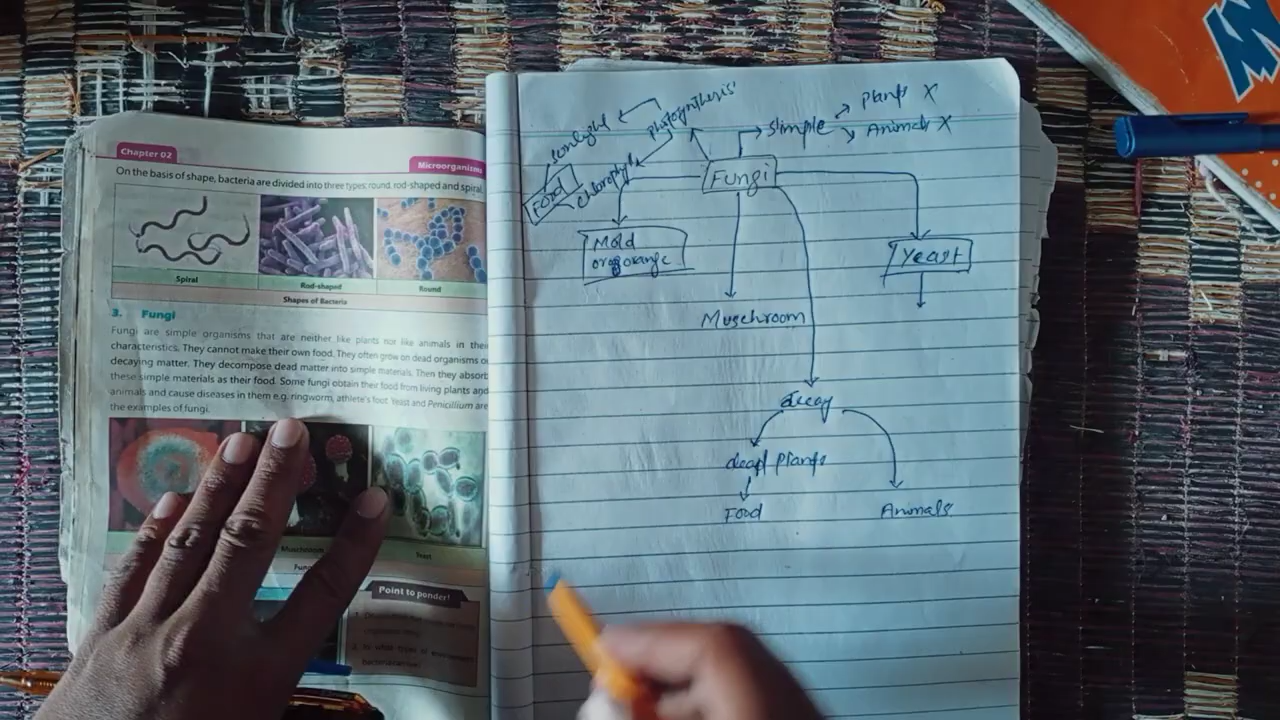 Chapter 02
Microorganisms
On the basis of shape, bacteria are divided into three types: round, rod-shaped and spiral.
Spiral
Rod-shaped
Round
Shapes of Bacteria
3. Fungi
Fungi are simple organisms that are neither like plants nor like animals in their
characteristics. They cannot make their own food. They often grow on dead organisms or
decaying matter. They decompose dead matter into simple materials. Then they absorb
these simple materials as their food. Some fungi obtain their food from living plants and
animals and cause diseases in them e.g. ringworm, athlete's foot. Yeast and Penicillium are
the examples of fungi.
Muschroom
Yeast
Point to ponder!
photosynthesis
sunlight
chlorophyll
Food
simple
Plants X
Animals X
Fungi
Mold
orange
Yeast
Muschroom
decay
dead plants
Food
Animals